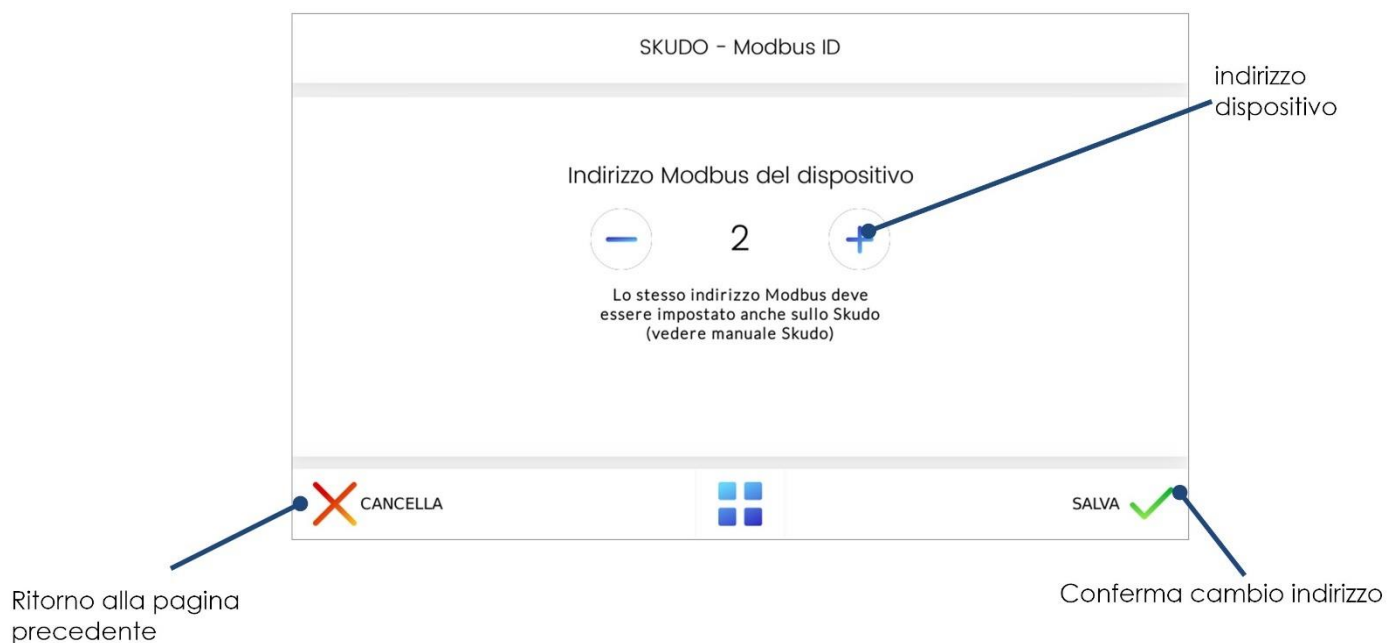 SKUDO - Modbus ID
indirizzo
dispositivo
Indirizzo Modbus del dispositivo
2
Lo stesso indirizzo Modbus deve
essere impostato anche sullo Skudo
(vedere manuale Skudo)
CANCELLA
SALVA
Ritorno alla pagina
precedente
Conferma cambio indirizzo